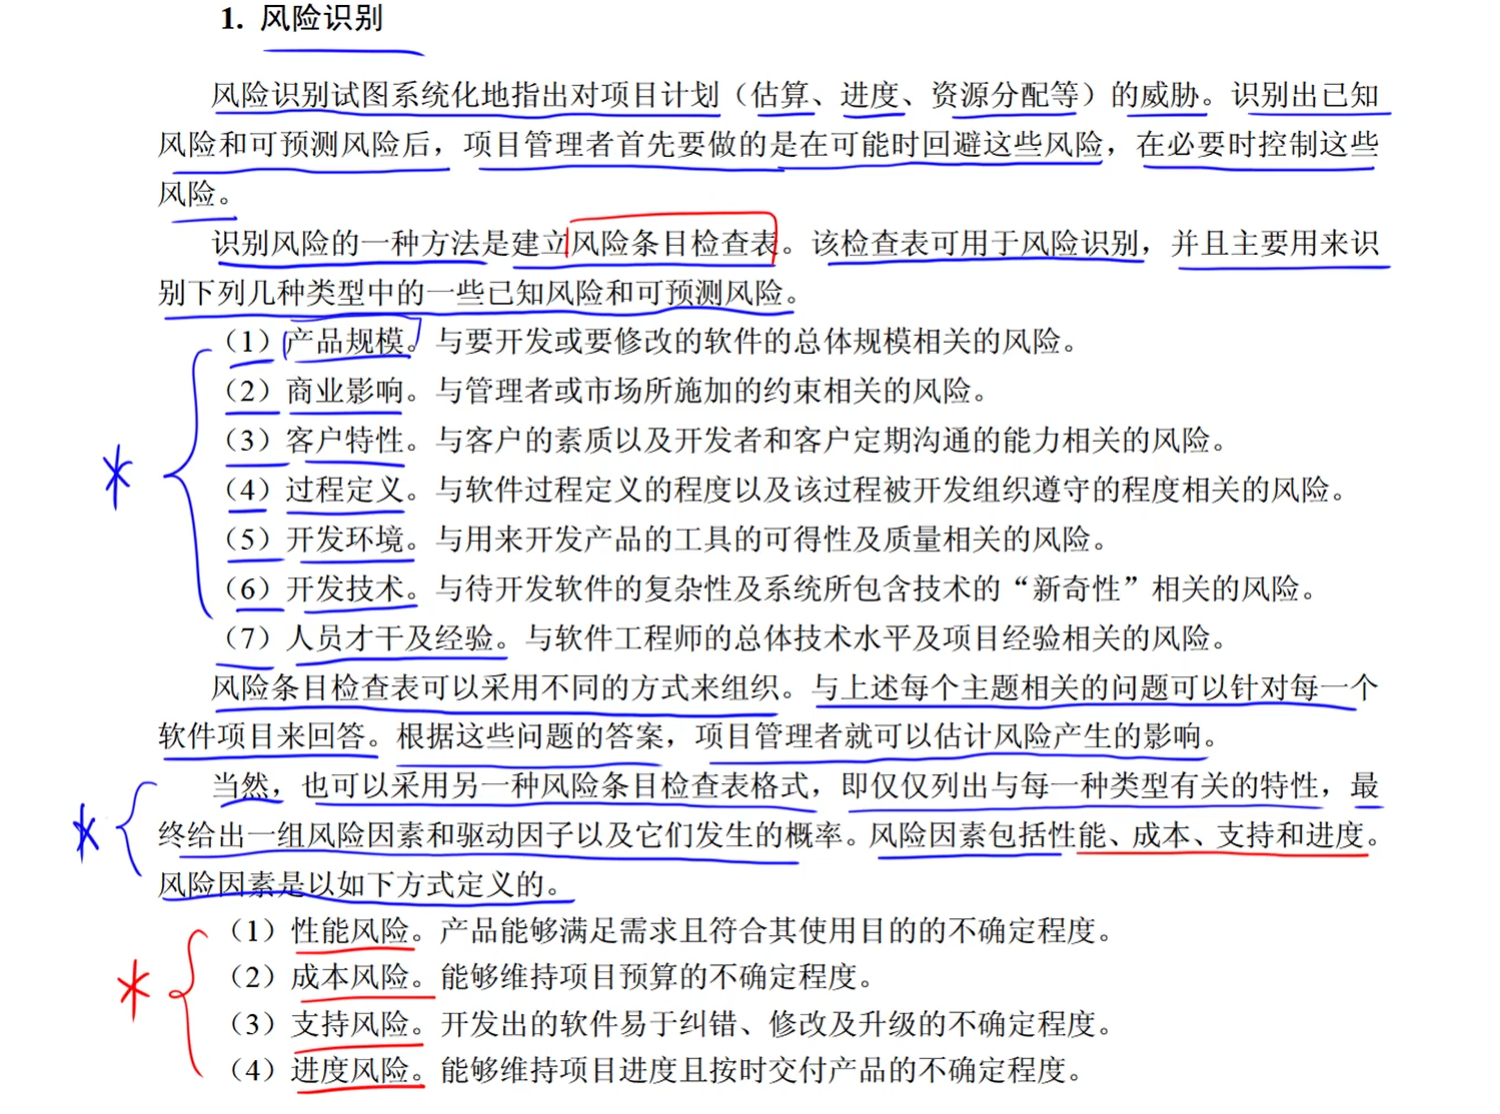 1. 风险识别
风险识别试图系统化地指出对项目计划（估算、进度、资源分配等）的威胁。识别出已知
风险和可预测风险后，项目管理者首先要做的是在可能时回避这些风险，在必要时控制这些
风险。
识别风险的一种方法是建立风险条目检查表。该检查表可用于风险识别，并且主要用来识
别下列几种类型中的一些已知风险和可预测风险。
（1）产品规模。与要开发或要修改的软件的总体规模相关的风险。
（2）商业影响。与管理者或市场所施加的约束相关的风险。
（3）客户特性。与客户的素质以及开发者和客户定期沟通的能力相关的风险。
（4）过程定义。与软件过程定义的程度以及该过程被开发组织遵守的程度相关的风险。
（5）开发环境。与用来开发产品的工具的可得性及质量相关的风险。
（6）开发技术。与待开发软件的复杂性及系统所包含技术的“新奇性”相关的风险。
（7）人员才干及经验。与软件工程师的总体技术水平及项目经验相关的风险。
风险条目检查表可以采用不同的方式来组织。与上述每个主题相关的问题可以针对每一个
软件项目来回答。根据这些问题的答案，项目管理者就可以估计风险产生的影响。
当然，也可以采用另一种风险条目检查表格式，即仅仅列出与每一种类型有关的特性，最
终给出一组风险因素和驱动因子以及它们发生的概率。风险因素包括性能、成本、支持和进度。
风险因素是以如下方式定义的。
（1）性能风险。产品能够满足需求且符合其使用目的的不确定程度。
（2）成本风险。能够维持项目预算的不确定程度。
（3）支持风险。开发出的软件易于纠错、修改及升级的不确定程度。
（4）进度风险。能够维持项目进度且按时交付产品的不确定程度。